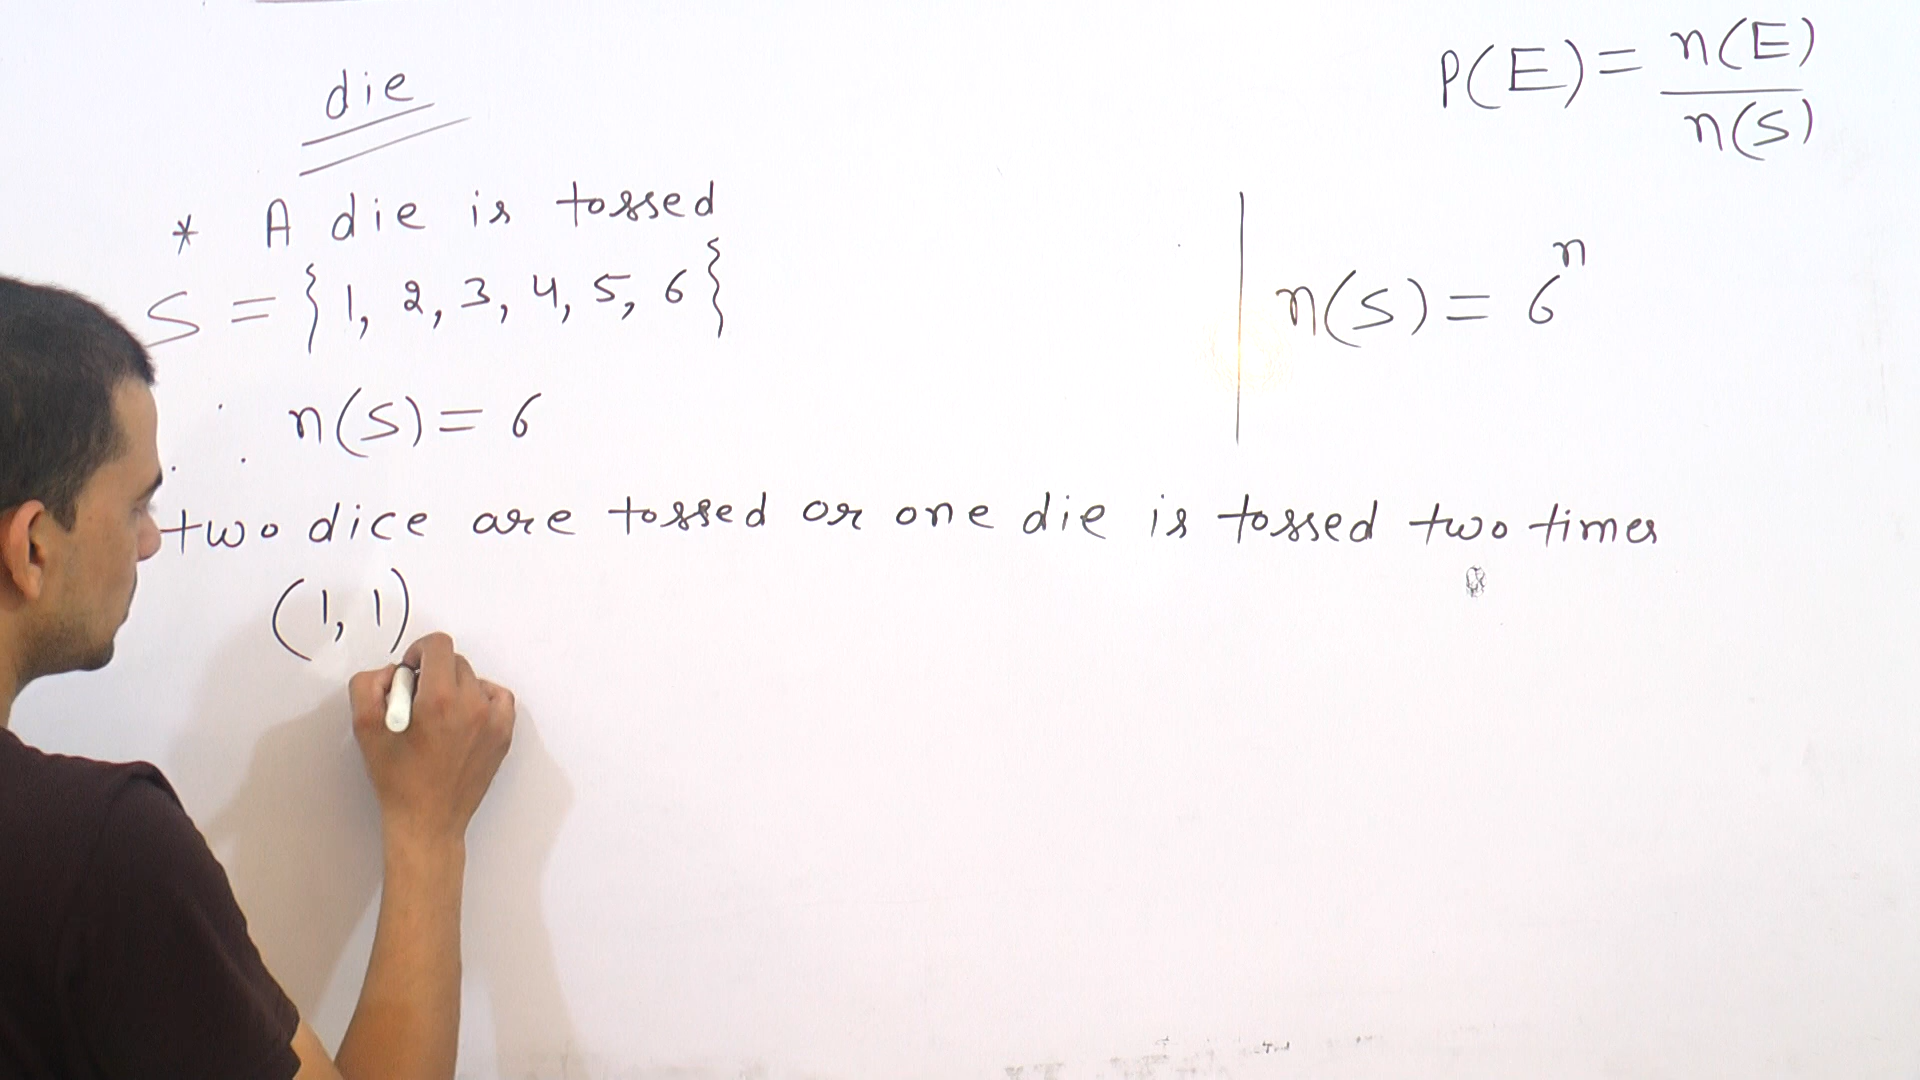 die
P(E) = n(E)/n(S)
* A die is tossed
S = {1, 2, 3, 4, 5, 6}
n(S) = 6ⁿ
∴ n(S) = 6
two dice are tossed or one die is tossed two times
(1, 1)